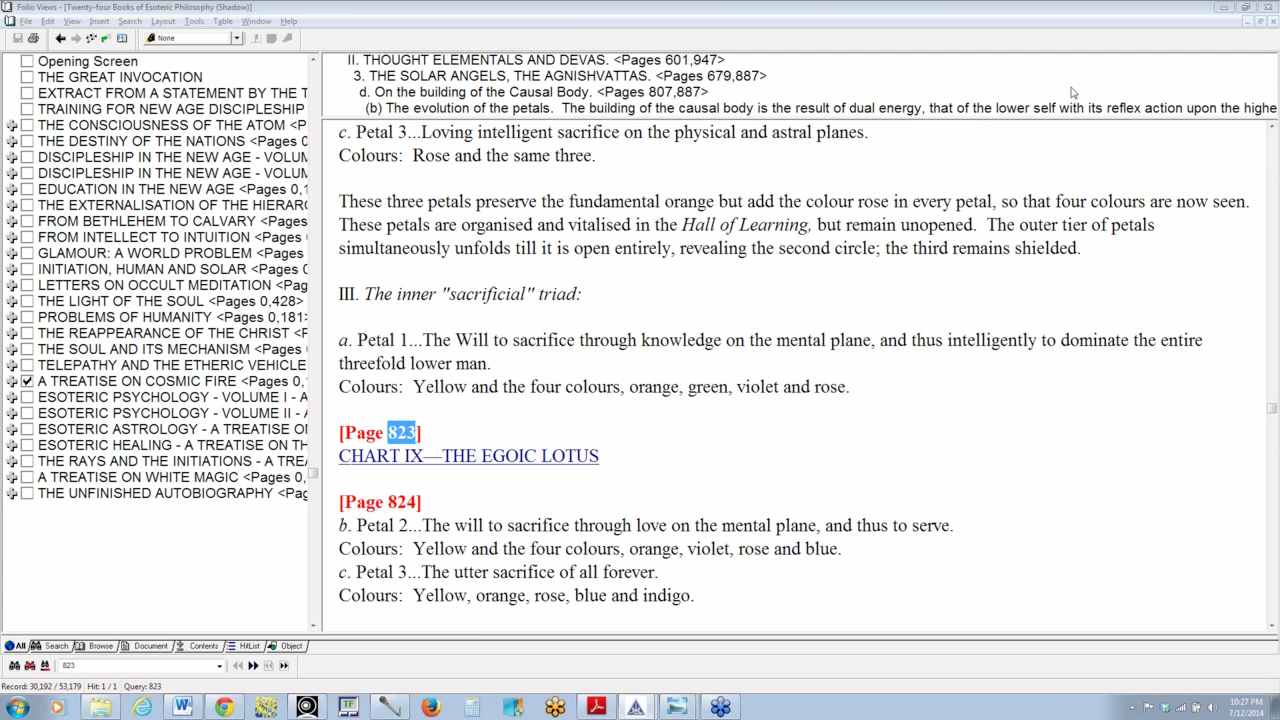 Folio Views - [Twenty-four Books of Esoteric Philosophy (Shadow)]
File Edit View Insert Search Layout Tools Table Window Help
None
Opening Screen
THE GREAT INVOCATION
EXTRACT FROM A STATEMENT BY THE T
TRAINING FOR NEW AGE DISCIPLESHIP
THE CONSCIOUSNESS OF THE ATOM <P
THE DESTINY OF THE NATIONS <Pages 0,
DISCIPLESHIP IN THE NEW AGE - VOLUM
DISCIPLESHIP IN THE NEW AGE - VOLUM
EDUCATION IN THE NEW AGE <Pages 0,1
THE EXTERNALISATION OF THE HIERAR
FROM BETHLEHEM TO CALVARY <Pages
FROM INTELLECT TO INTUITION <Pages 0
GLAMOUR: A WORLD PROBLEM <Pages
INITIATION, HUMAN AND SOLAR <Pages 0
LETTERS ON OCCULT MEDITATION <Page
THE LIGHT OF THE SOUL <Pages 0,428>
PROBLEMS OF HUMANITY <Pages 0,181>
THE REAPPEARANCE OF THE CHRIST <P
THE SOUL AND ITS MECHANISM <Pages
TELEPATHY AND THE ETHERIC VEHICLE
A TREATISE ON COSMIC FIRE <Pages 0,
ESOTERIC PSYCHOLOGY - VOLUME I - A
ESOTERIC PSYCHOLOGY - VOLUME II - A
ESOTERIC ASTROLOGY - A TREATISE ON
ESOTERIC HEALING - A TREATISE ON TH
THE RAYS AND THE INITIATIONS - A TREA
A TREATISE ON WHITE MAGIC <Pages 0,
THE UNFINISHED AUTOBIOGRAPHY <Pag
II. THOUGHT ELEMENTALS AND DEVAS. <Pages 601,947>
3. THE SOLAR ANGELS, THE AGNISHVATTAS. <Pages 679,887>
d. On the building of the Causal Body. <Pages 807,887>
(b) The evolution of the petals. The building of the causal body is the result of dual energy, that of the lower self with its reflex action upon the highe
c. Petal 3...Loving intelligent sacrifice on the physical and astral planes.
Colours: Rose and the same three.
These three petals preserve the fundamental orange but add the colour rose in every petal, so that four colours are now seen.
These petals are organised and vitalised in the Hall of Learning, but remain unopened. The outer tier of petals
simultaneously unfolds till it is open entirely, revealing the second circle; the third remains shielded.
III. The inner "sacrificial" triad:
a. Petal 1...The Will to sacrifice through knowledge on the mental plane, and thus intelligently to dominate the entire
threefold lower man.
Colours: Yellow and the four colours, orange, green, violet and rose.
[Page 823]
CHART IX—THE EGOIC LOTUS
[Page 824]
b. Petal 2...The will to sacrifice through love on the mental plane, and thus to serve.
Colours: Yellow and the four colours, orange, violet, rose and blue.
c. Petal 3...The utter sacrifice of all forever.
Colours: Yellow, orange, rose, blue and indigo.
All Search Browse Document Contents HitList Object
823
Record: 30,192 / 53,179 Hit: 1 / 1 Query: 823
TF
10:27 PM
7/12/2014